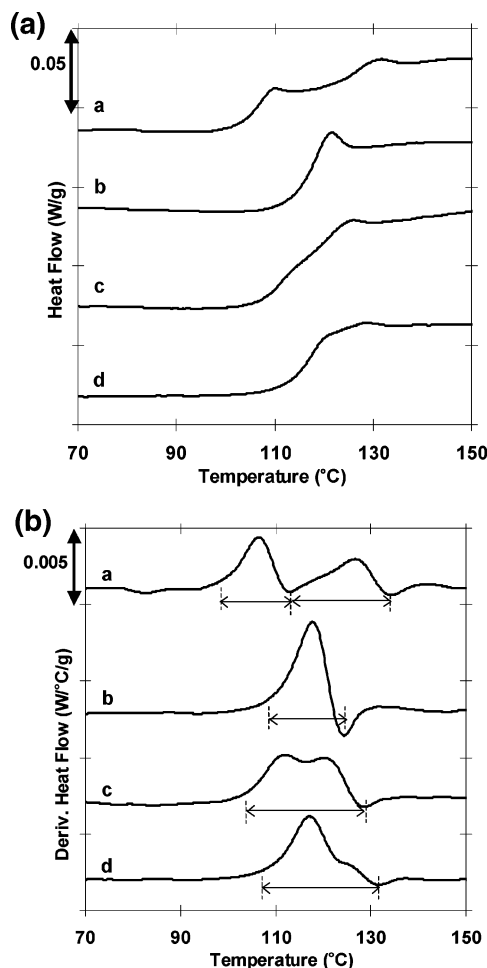 (a)
0.05
a
b
c
d
Heat Flow (W/g)
70 90 110 130 150
Temperature (°C)
(b)
0.005
a
b
c
d
Deriv. Heat Flow (W/°C/g)
70 90 110 130 150
Temperature (°C)